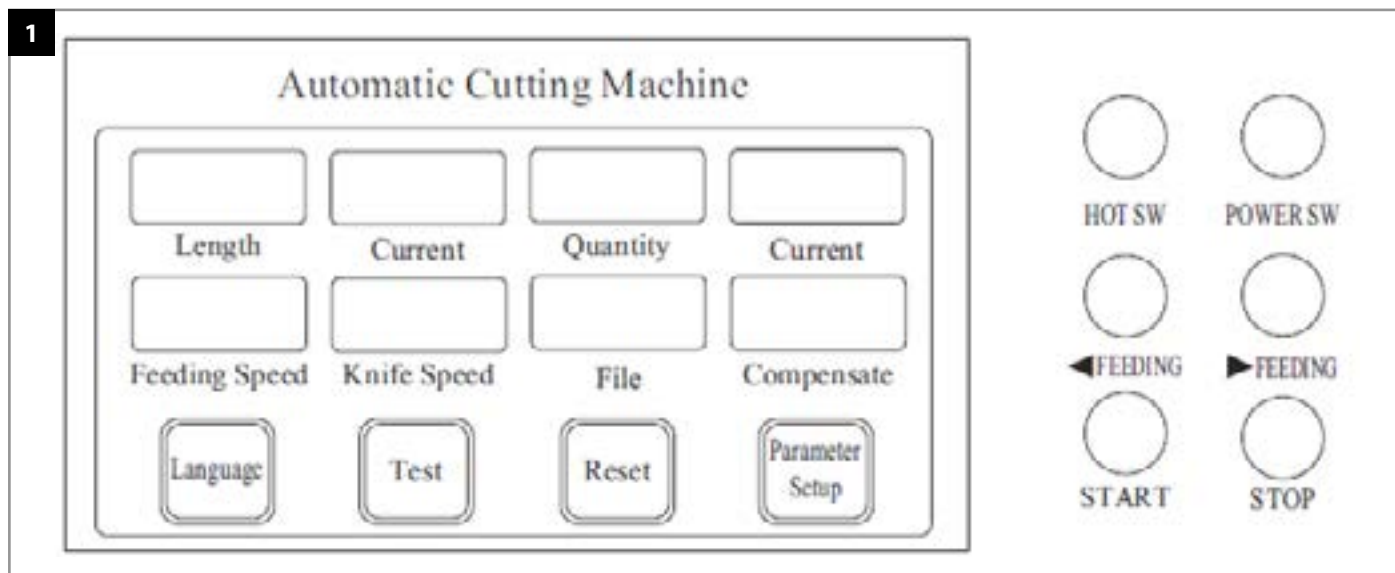 1
Automatic Cutting Machine
Length Current Quantity Current
Feeding Speed Knife Speed File Compensate
Language Test Reset Parameter
Setup
HOT SW POWER SW
◀FEEDING ▶FEEDING
START STOP